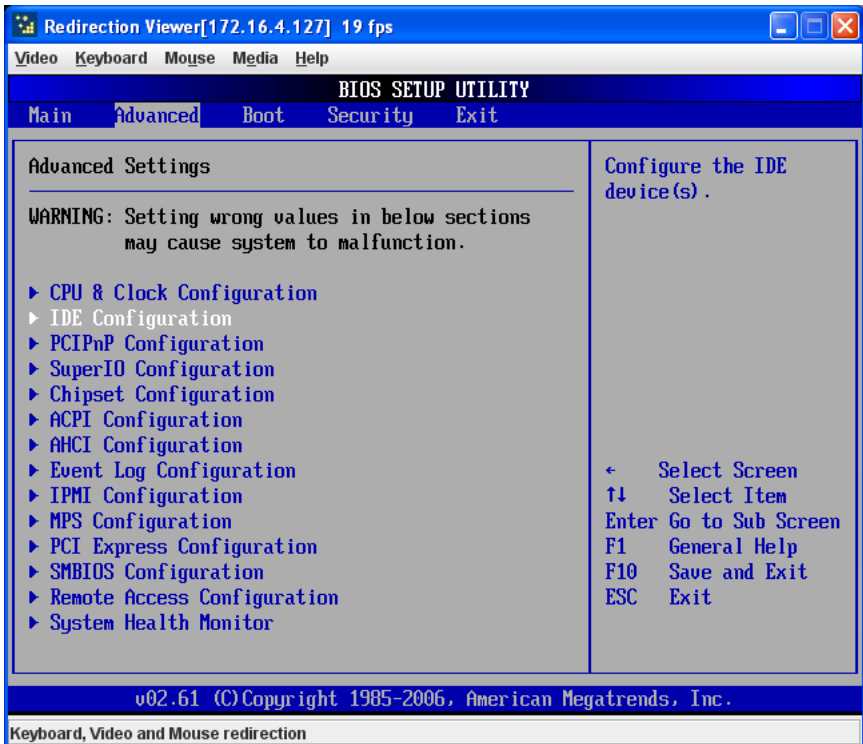 Redirection Viewer[172.16.4.127] 19 fps
Video Keyboard Mouse Media Help
BIOS SETUP UTILITY
Main Advanced Boot Security Exit
Advanced Settings
WARNING: Setting wrong values in below sections
may cause system to malfunction.
▶ CPU & Clock Configuration
▶ IDE Configuration
▶ PCIPnP Configuration
▶ SuperIO Configuration
▶ Chipset Configuration
▶ ACPI Configuration
▶ AHCI Configuration
▶ Event Log Configuration
▶ IPMI Configuration
▶ MPS Configuration
▶ PCI Express Configuration
▶ SMBIOS Configuration
▶ Remote Access Configuration
▶ System Health Monitor
Configure the IDE
device(s).
← Select Screen
↑↓ Select Item
Enter Go to Sub Screen
F1 General Help
F10 Save and Exit
ESC Exit
v02.61 (C)Copyright 1985-2006, American Megatrends, Inc.
Keyboard, Video and Mouse redirection